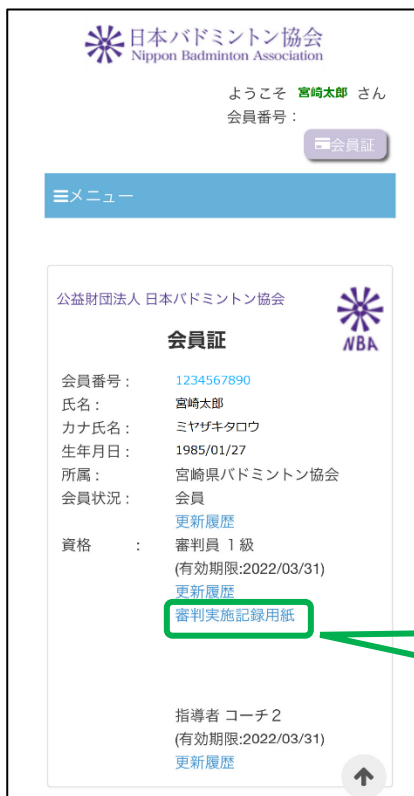 日本バドミントン協会
Nippon Badminton Association
ようこそ 宮崎太郎 さん
会員番号：
会員証
メニュー
公益財団法人 日本バドミントン協会
NBA
会員証
会員番号： 1234567890
氏名： 宮崎太郎
カナ氏名： ミヤザキタロウ
生年月日： 1985/01/27
所属： 宮崎県バドミントン協会
会員状況： 会員
更新履歴
資格 ： 審判員 1級
(有効期限:2022/03/31)
更新履歴
審判実施記録用紙
指導者 コーチ2
(有効期限:2022/03/31)
更新履歴